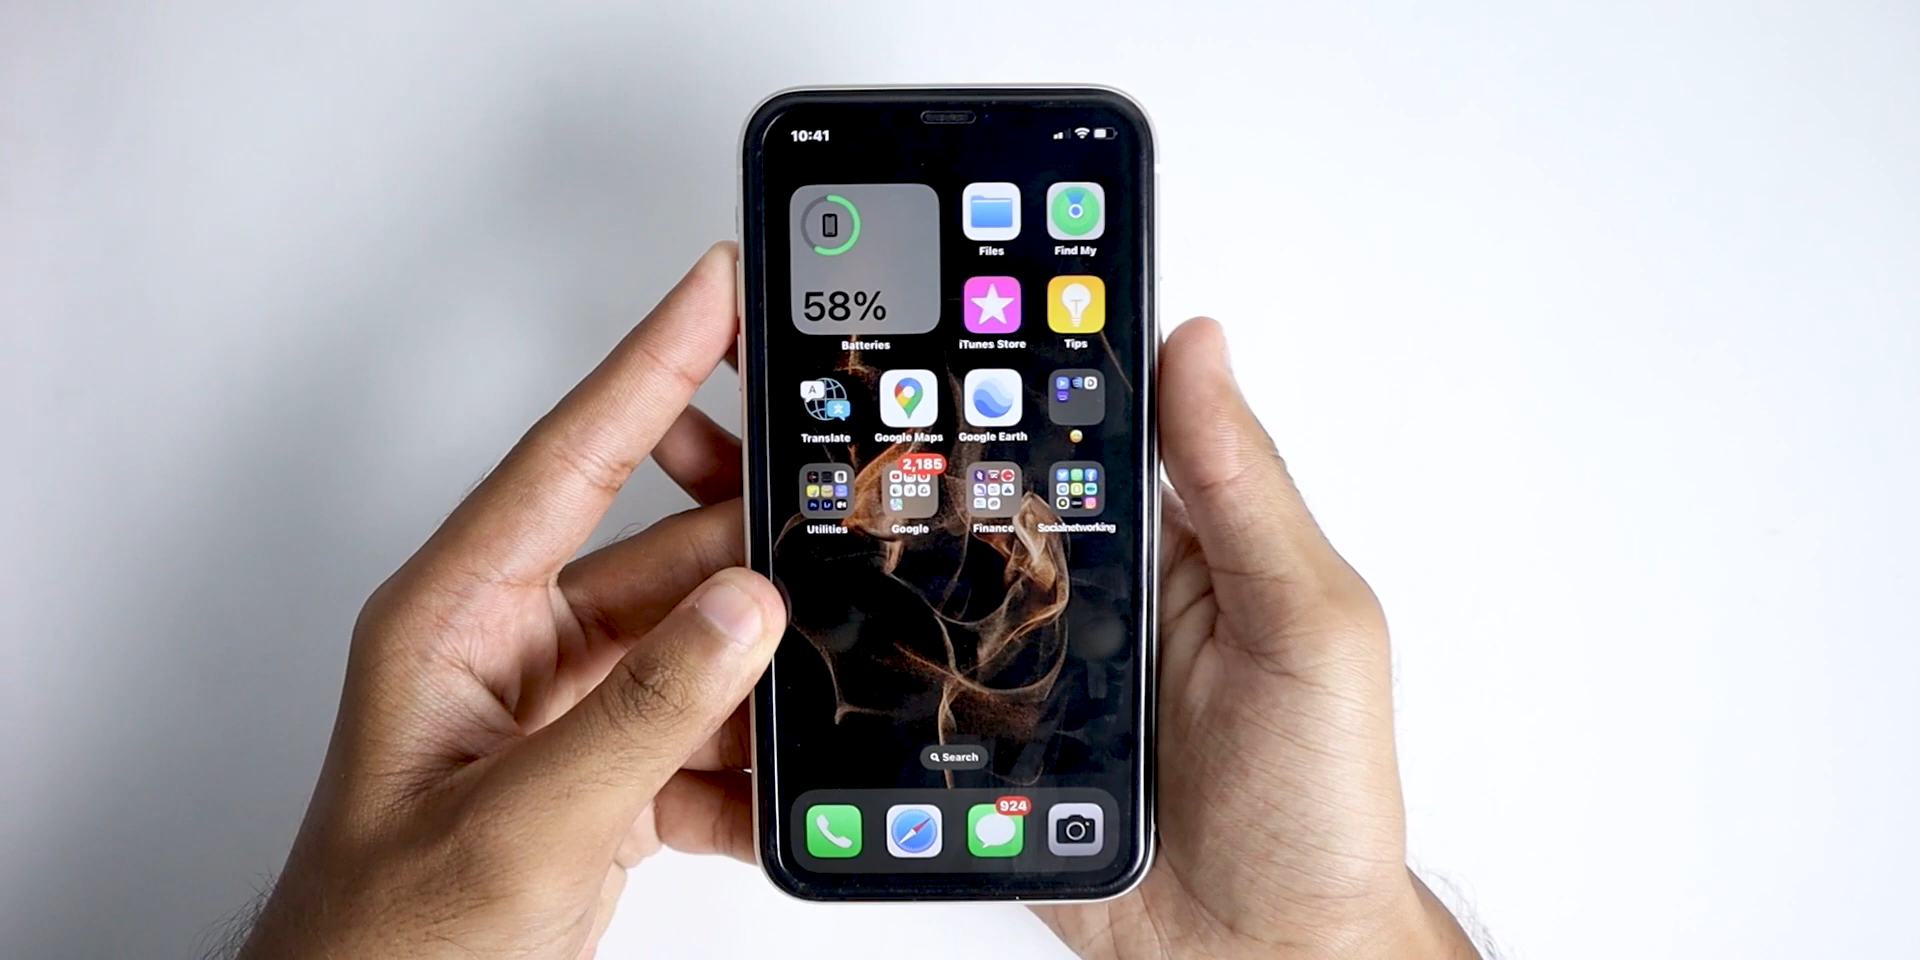 10:41
Files
Find My
58%
Batteries
iTunes Store
Tips
Translate
Google Maps
Google Earth
2,185
Utilities
Google
Finance
Socialnetworking
Search
924